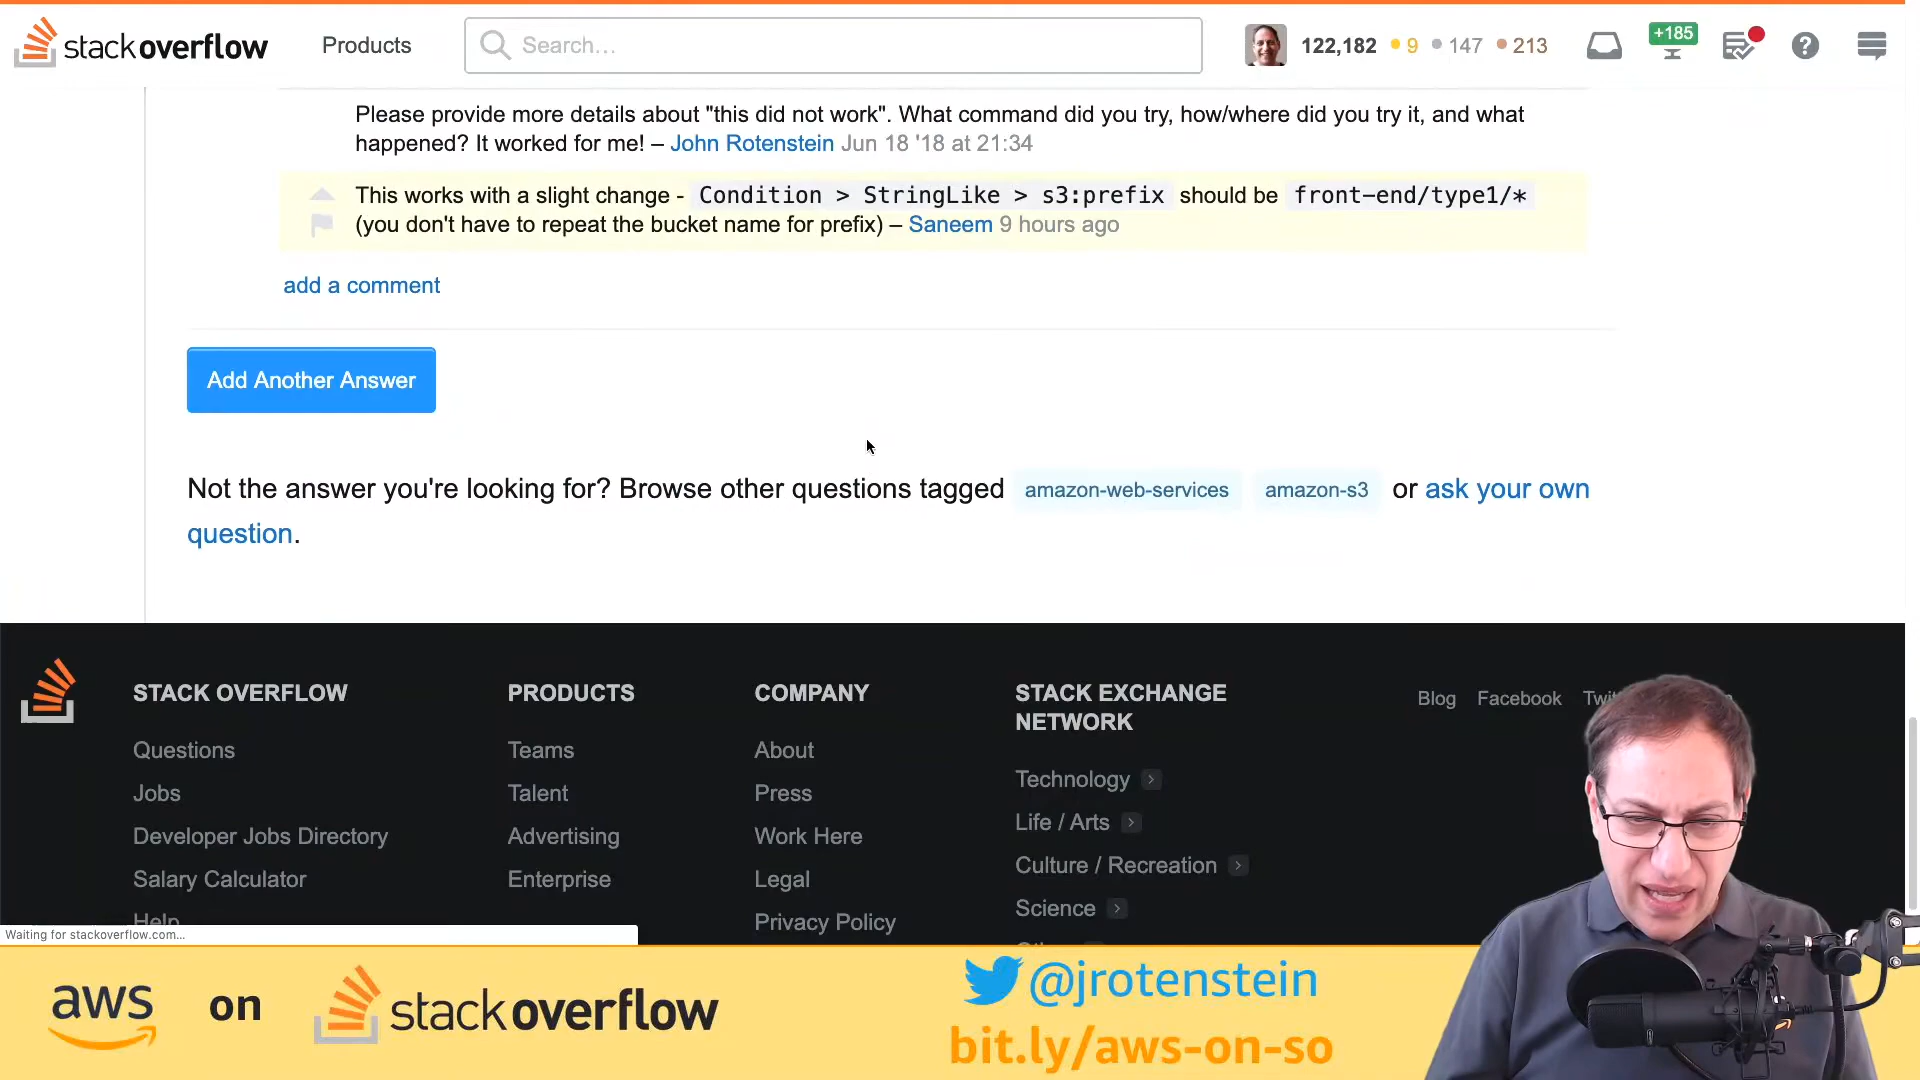 stackoverflow
Products
Search...
122,182 9 147 213
+185
Please provide more details about "this did not work". What command did you try, how/where did you try it, and what
happened? It worked for me! – John Rotenstein Jun 18 '18 at 21:34
This works with a slight change - Condition > StringLike > s3:prefix should be front-end/type1/*
(you don't have to repeat the bucket name for prefix) – Saneem 9 hours ago
add a comment
Add Another Answer
Not the answer you're looking for? Browse other questions tagged amazon-web-services amazon-s3 or ask your own
question.
STACK OVERFLOW
Questions
Jobs
Developer Jobs Directory
Salary Calculator
Help
PRODUCTS
Teams
Talent
Advertising
Enterprise
COMPANY
About
Press
Work Here
Legal
Privacy Policy
STACK EXCHANGE
NETWORK
Technology
Life / Arts
Culture / Recreation
Science
Blog Facebook
Waiting for stackoverflow.com...
aws on stackoverflow
@jrotenstein
bit.ly/aws-on-so